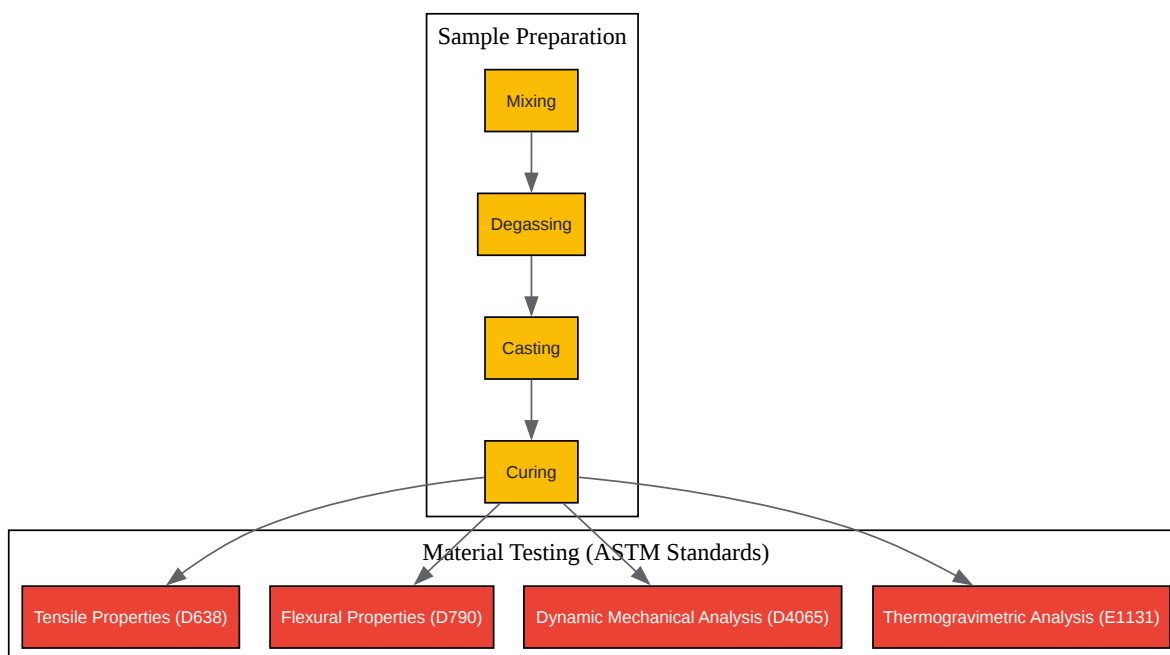 Sample Preparation
Mixing
Degassing
Casting
Curing
Material Testing (ASTM Standards)
Tensile Properties (D638)
Flexural Properties (D790)
Dynamic Mechanical Analysis (D4065)
Thermogravimetric Analysis (E1131)